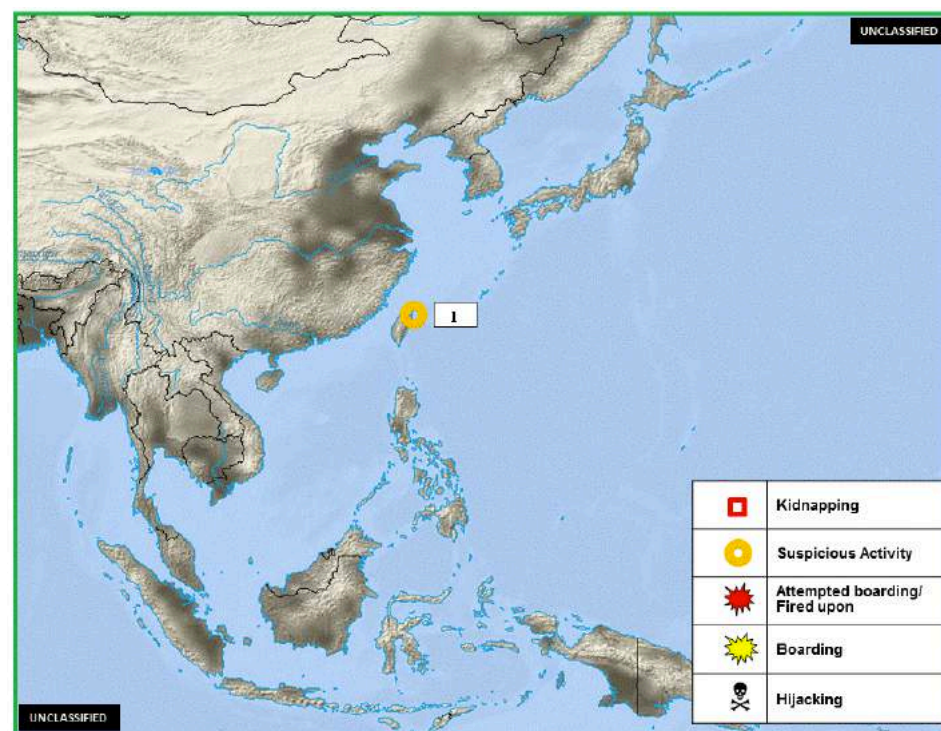 UNCLASSIFIED
1
Kidnapping
Suspicious Activity
Attempted boarding/
Fired upon
Boarding
Hijacking
UNCLASSIFIED